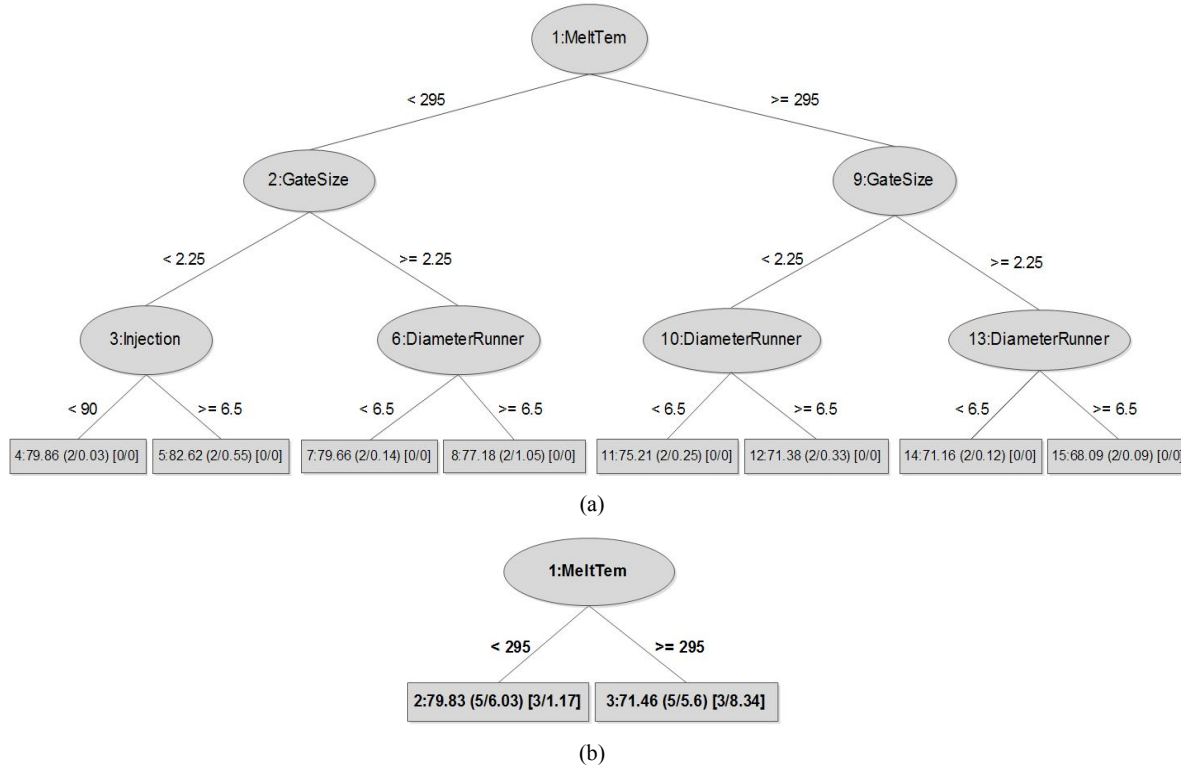 1:MeltTem
< 295
>= 295
2:GateSize
9:GateSize
< 2.25
>= 2.25
< 2.25
>= 2.25
3:Injection
6:DiameterRunner
10:DiameterRunner
13:DiameterRunner
< 90
>= 6.5
< 6.5
>= 6.5
< 6.5
>= 6.5
< 6.5
>= 6.5
4:79.86 (2/0.03) [0/0]
5:82.62 (2/0.55) [0/0]
7:79.66 (2/0.14) [0/0]
8:77.18 (2/1.05) [0/0]
11:75.21 (2/0.25) [0/0]
12:71.38 (2/0.33) [0/0]
14:71.16 (2/0.12) [0/0]
15:68.09 (2/0.09) [0/0]
(a)
1:MeltTem
< 295
>= 295
2:79.83 (5/6.03) [3/1.17]
3:71.46 (5/5.6) [3/8.34]
(b)